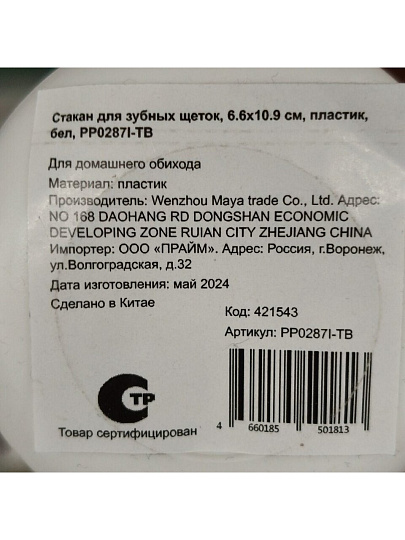 Стакан для зубных щеток, 6.6х10.9 см, пластик,
бел, PP0287I-TB
Для домашнего обихода
Материал: пластик
Производитель: Wenzhou Maya trade Co., Ltd. Адрес:
NO 168 DAOHANG RD DONGSHAN ECONOMIC
DEVELOPING ZONE RUIAN CITY ZHEJIANG CHINA
Импортер: ООО «ПРАЙМ». Адрес: Россия, г.Воронеж,
ул.Волгоградская, д.32
Дата изготовления: май 2024
Сделано в Китае
Код: 421543
Артикул: PP0287I-TB
СТР
Товар сертифицирован
4 660185 501813